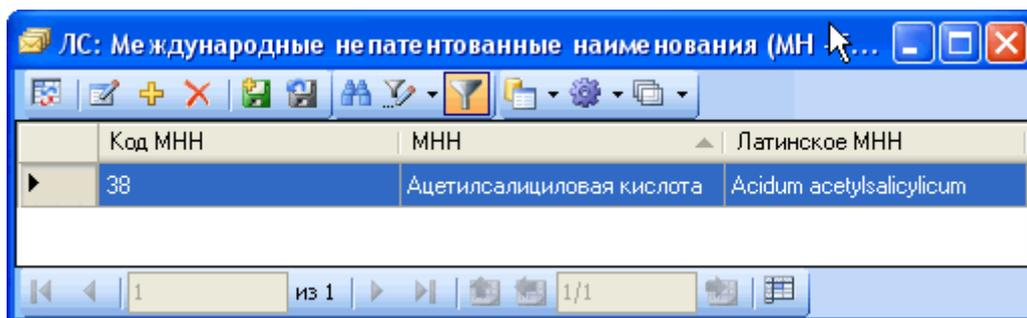 ЛС: Международные непатентованные наименования (МН ...
Код МНН МНН Латинское МНН
38 Ацетилсалициловая кислота Acidum acetylsalicylicum
1 из 1 1/1